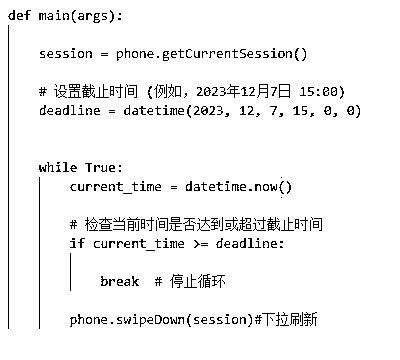 def main(args):
session = phone.getCurrentSession()
# 设置截止时间 (例如，2023年12月7日 15:00)
deadline = datetime(2023, 12, 7, 15, 0, 0)
while True:
current_time = datetime.now()
# 检查当前时间是否达到或超过截止时间
if current_time >= deadline:
break  # 停止循环
phone.swipeDown(session)#下拉刷新